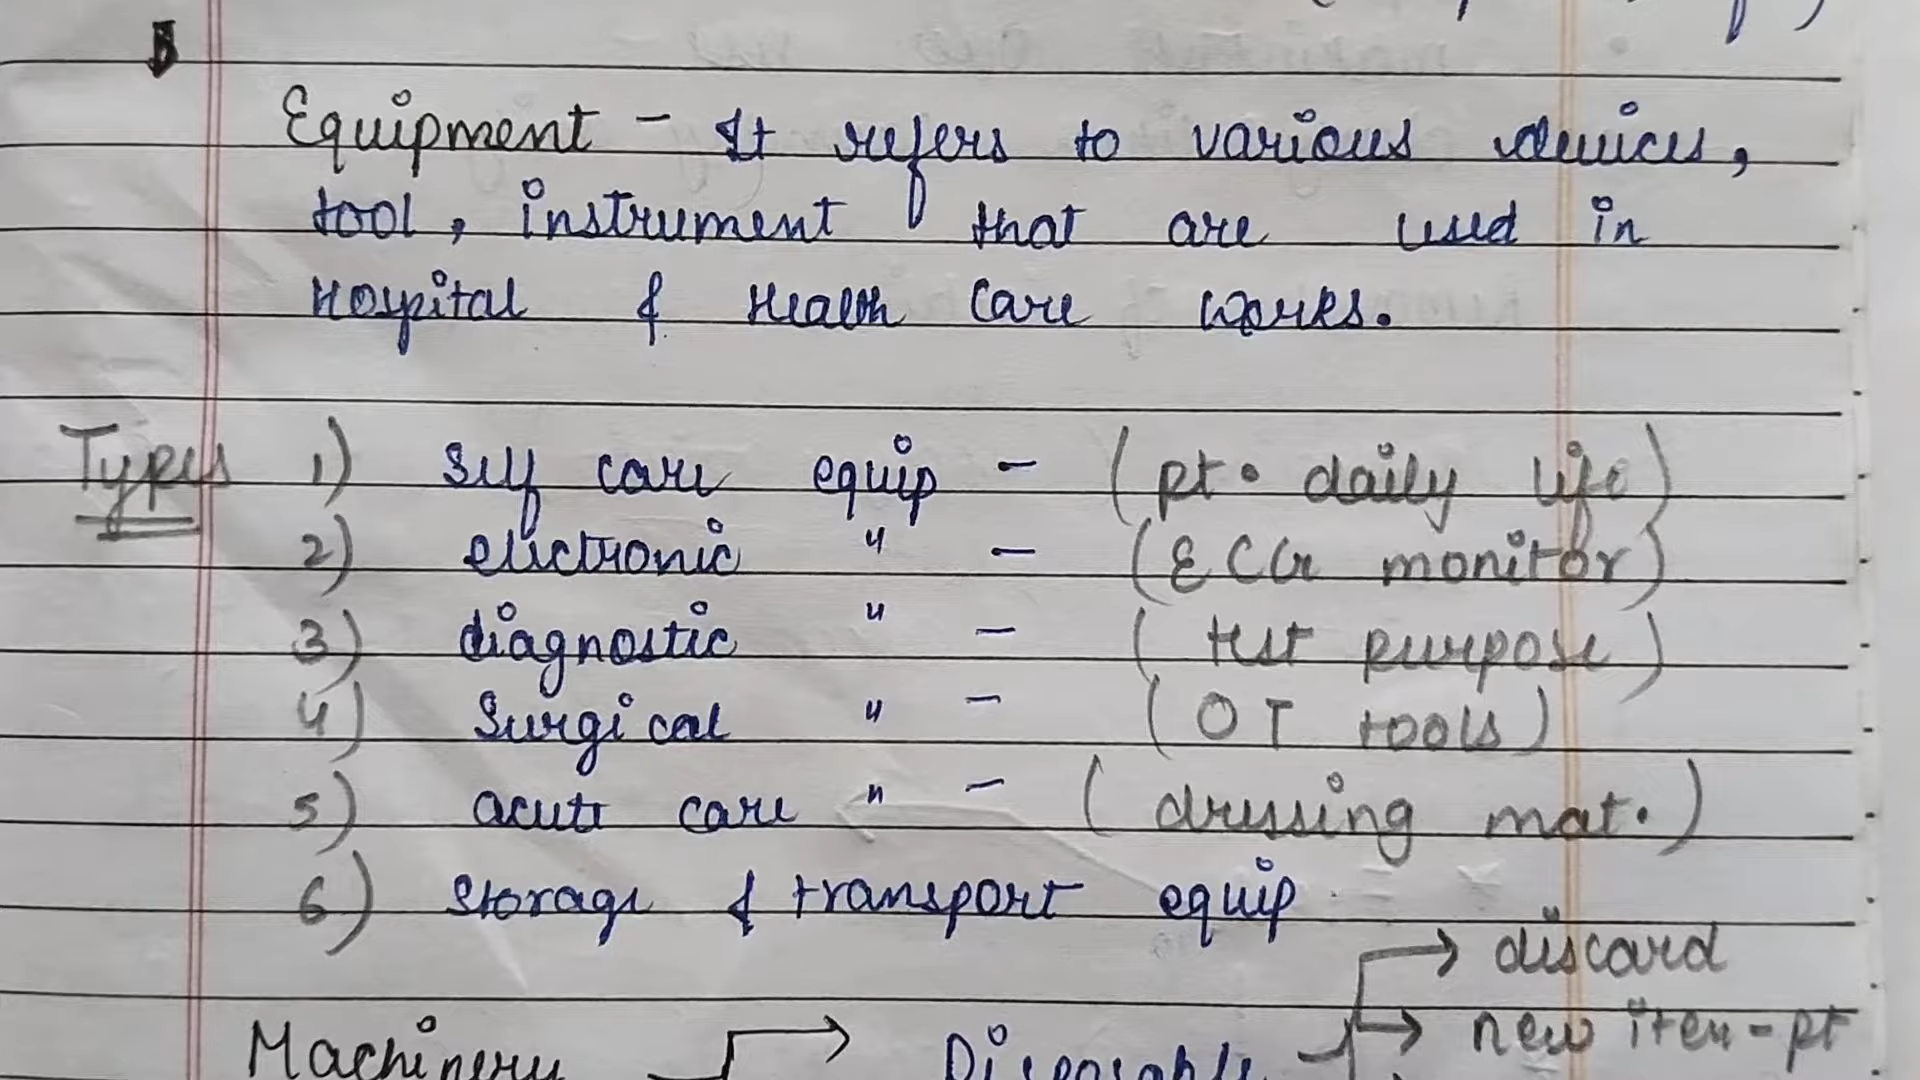 Equipment - It refers to various devices,
tool, instrument that are used in
Hospital & Health Care works.
Types 1) Self care equip - (pt. daily life)
2) electronic " - (ECG monitor)
3) diagnostic " - (test purpose)
4) Surgical " - (OT tools)
5) acute care " - (dressing mat.)
6) storage & transport equip
→ discard
→ new item - pt
Machinery → Disposable